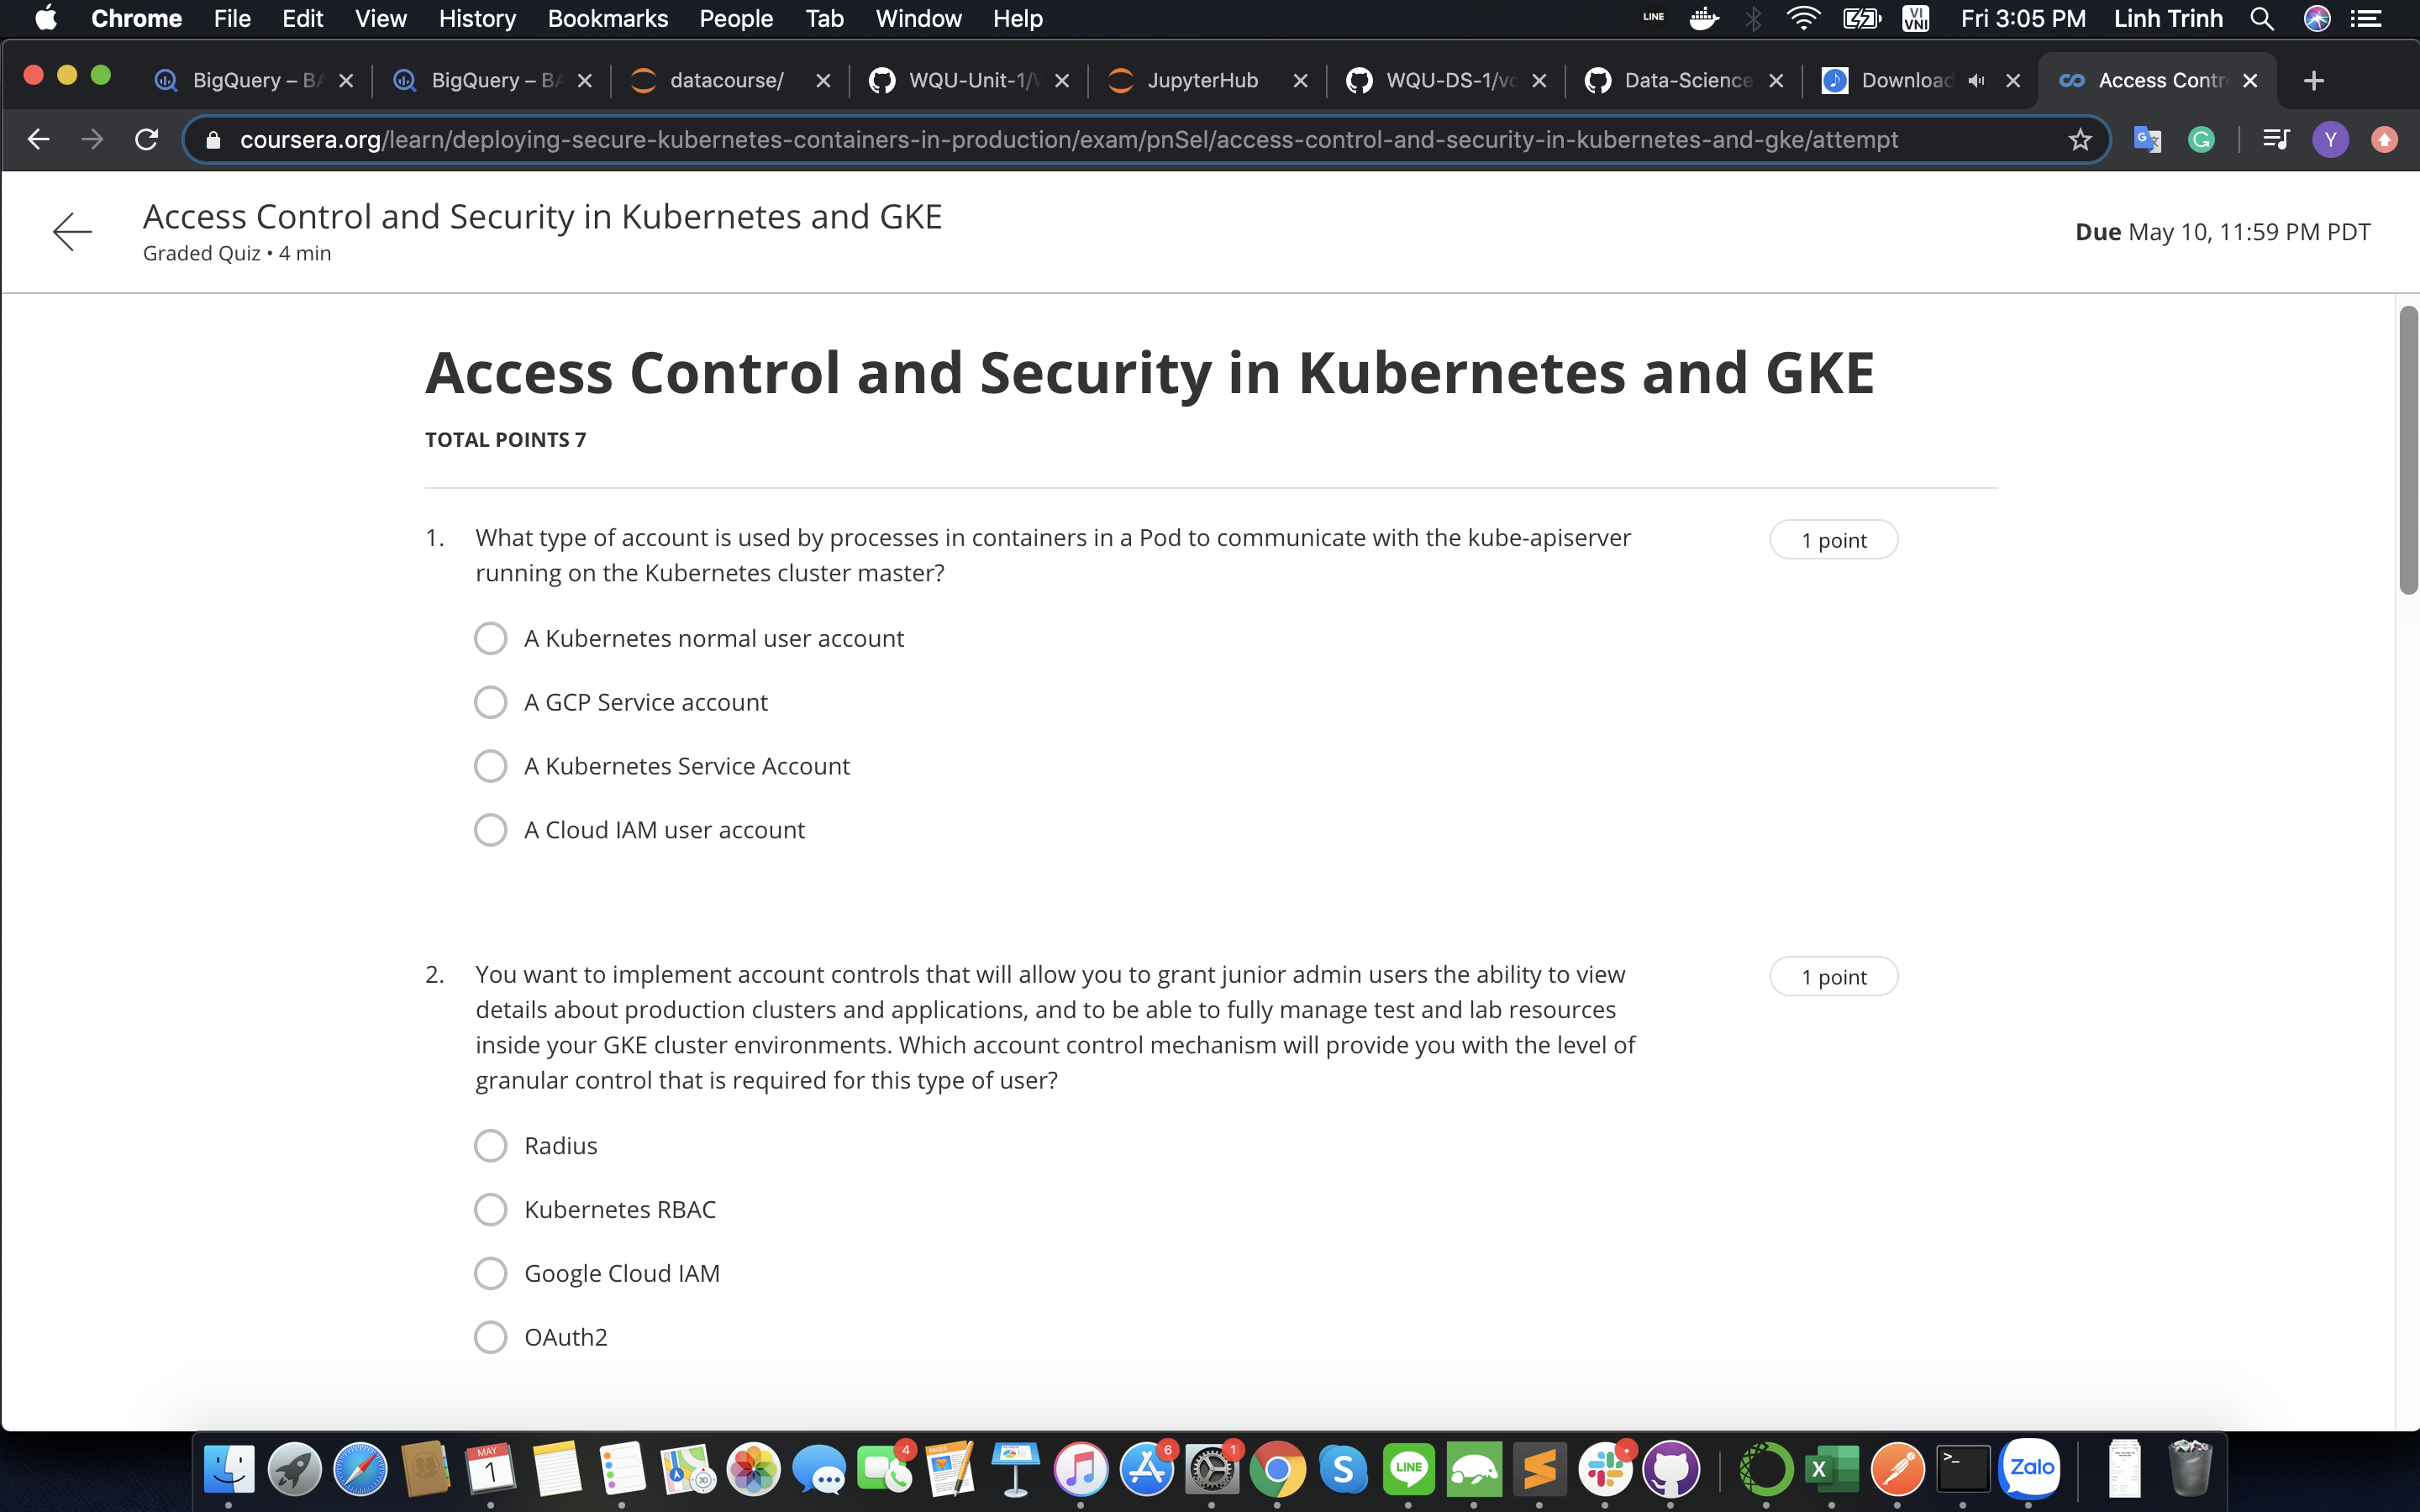 Chrome File Edit View History Bookmarks People Tab Window Help LINE VI VNI Fri 3:05 PM Linh Trinh
BigQuery – BA BigQuery – BA datacourse/ WQU-Unit-1/ JupyterHub WQU-DS-1/vc Data-Science Download Access Contr
coursera.org/learn/deploying-secure-kubernetes-containers-in-production/exam/pnSel/access-control-and-security-in-kubernetes-and-gke/attempt Y
Access Control and Security in Kubernetes and GKE
Graded Quiz • 4 min
Due May 10, 11:59 PM PDT
Access Control and Security in Kubernetes and GKE
TOTAL POINTS 7
1. What type of account is used by processes in containers in a Pod to communicate with the kube-apiserver
running on the Kubernetes cluster master?
1 point
A Kubernetes normal user account
A GCP Service account
A Kubernetes Service Account
A Cloud IAM user account
2. You want to implement account controls that will allow you to grant junior admin users the ability to view
details about production clusters and applications, and to be able to fully manage test and lab resources
inside your GKE cluster environments. Which account control mechanism will provide you with the level of
granular control that is required for this type of user?
1 point
Radius
Kubernetes RBAC
Google Cloud IAM
OAuth2
MAY 1 3D 4 PAGES 6 1 S LINE X >_ Zalo